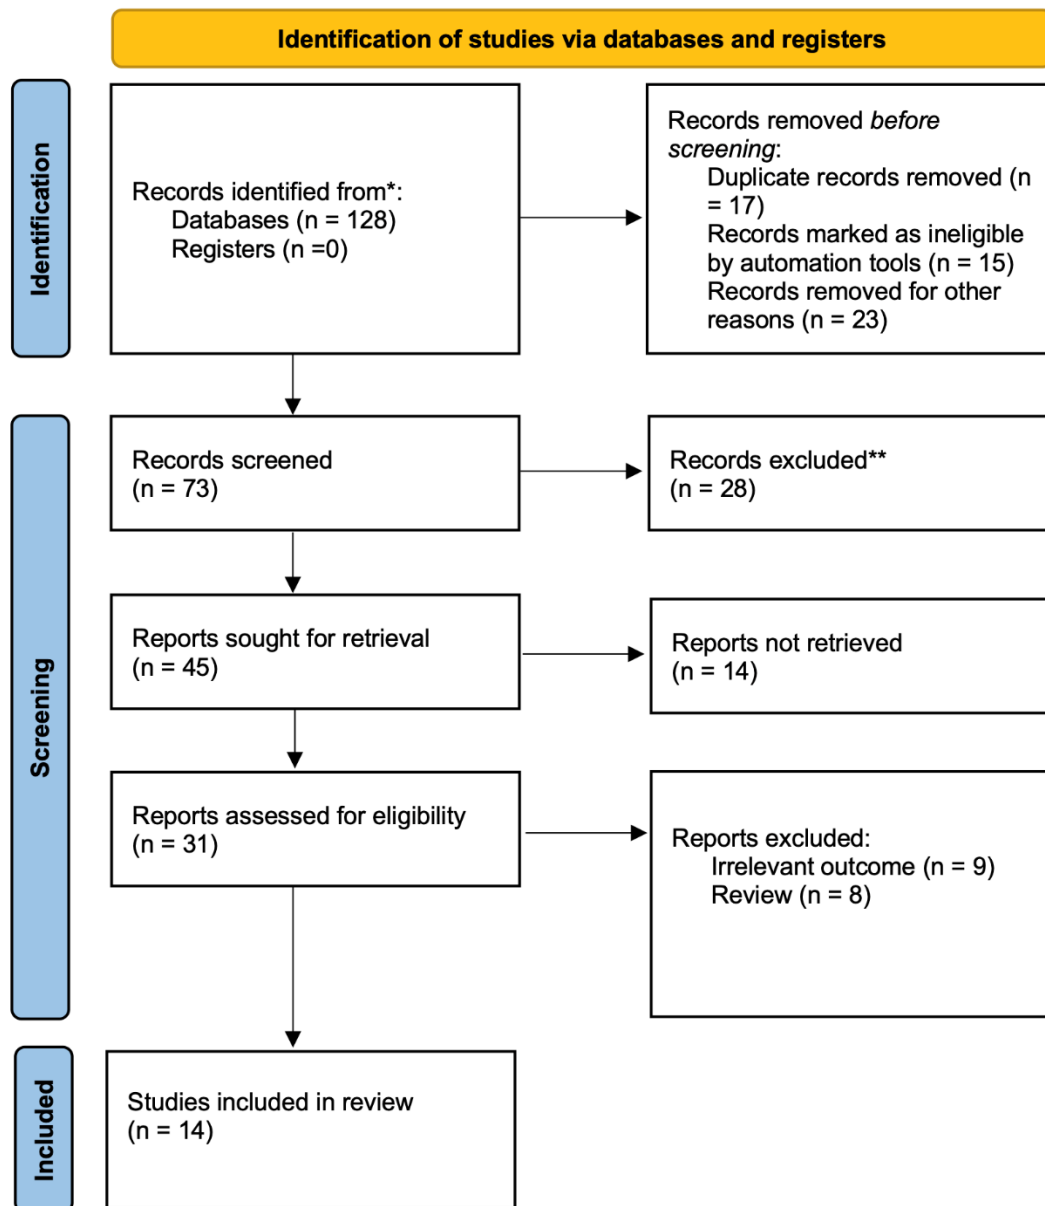 Identification of studies via databases and registers
Identification
Records identified from*:
Databases (n = 128)
Registers (n =0)
Records removed before
screening:
Duplicate records removed (n
= 17)
Records marked as ineligible
by automation tools (n = 15)
Records removed for other
reasons (n = 23)
Screening
Records screened
(n = 73)
Records excluded**
(n = 28)
Reports sought for retrieval
(n = 45)
Reports not retrieved
(n = 14)
Reports assessed for eligibility
(n = 31)
Reports excluded:
Irrelevant outcome (n = 9)
Review (n = 8)
Included
Studies included in review
(n = 14)